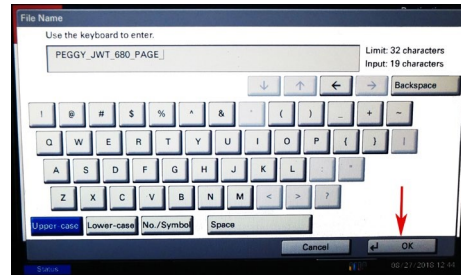 File Name
Use the keyboard to enter.
PEGGY_JWT_680_PAGE_
Limit: 32 characters
Input: 19 characters
↓ ↑ ← → Backspace
! @ # $ % ^ & ( ) _ + ~
Q W E R T Y U I O P { }
A S D F G H J K L : "
Z X C V B N M < > ?
Upper-case Lower-case No./Symbol Space
Cancel OK
Status
08/27/2018 12:44